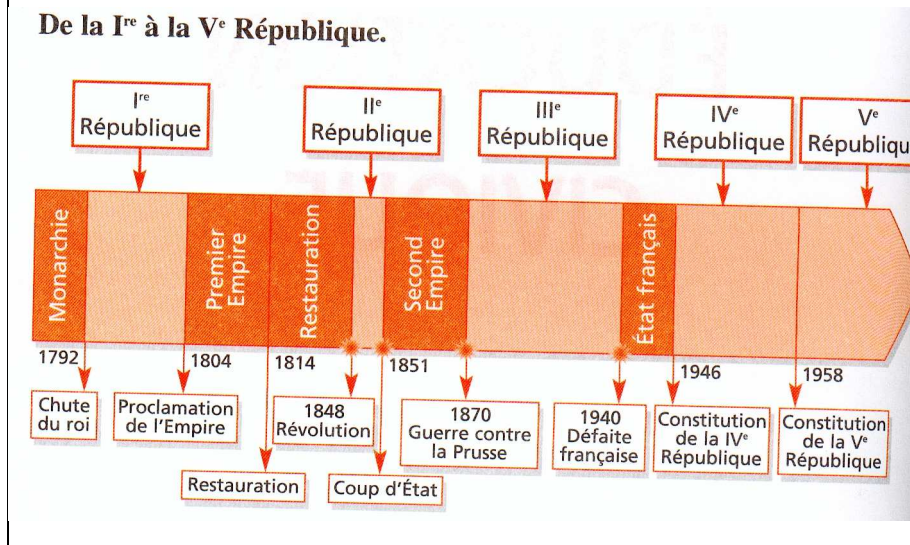 De la Iʳᵉ à la Vᵉ République.
Iʳᵉ
République
IIᵉ
République
IIIᵉ
République
IVᵉ
République
Vᵉ
Républiqu
Monarchie
Premier
Empire
Restauration
Second
Empire
État français
1792
1804
1814
1851
1946
1958
Chute
du roi
Proclamation
de l'Empire
1848
Révolution
1870
Guerre contre
la Prusse
1940
Défaite
française
Constitution
de la IVᵉ
République
Constitution
de la Vᵉ
République
Restauration
Coup d'État